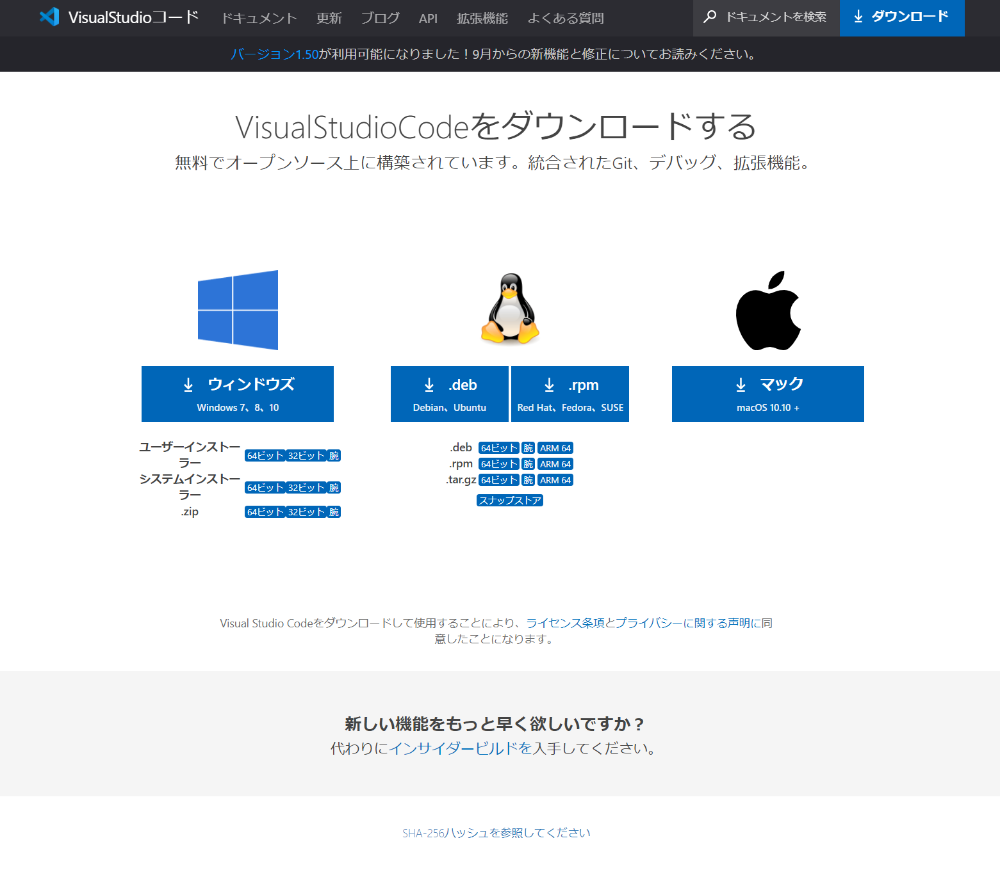 VisualStudioコード ドキュメント 更新 ブログ API 拡張機能 よくある質問 ドキュメントを検索 ダウンロード
バージョン1.50が利用可能になりました！9月からの新機能と修正についてお読みください。
VisualStudioCodeをダウンロードする
無料でオープンソース上に構築されています。統合されたGit、デバッグ、拡張機能。
ウィンドウズ
Windows 7、8、10
ユーザーインストー
ラー
64ビット 32ビット 腕
システムインストー
ラー
64ビット 32ビット 腕
.zip 64ビット 32ビット 腕
.deb
Debian、Ubuntu
.rpm
Red Hat、Fedora、SUSE
.deb 64ビット 腕 ARM 64
.rpm 64ビット 腕 ARM 64
.tar.gz 64ビット 腕 ARM 64
スナップストア
マック
macOS 10.10 +
Visual Studio Codeをダウンロードして使用することにより、ライセンス条項とプライバシーに関する声明に同
意したことになります。
新しい機能をもっと早く欲しいですか？
代わりにインサイダービルドを入手してください。
SHA-256ハッシュを参照してください